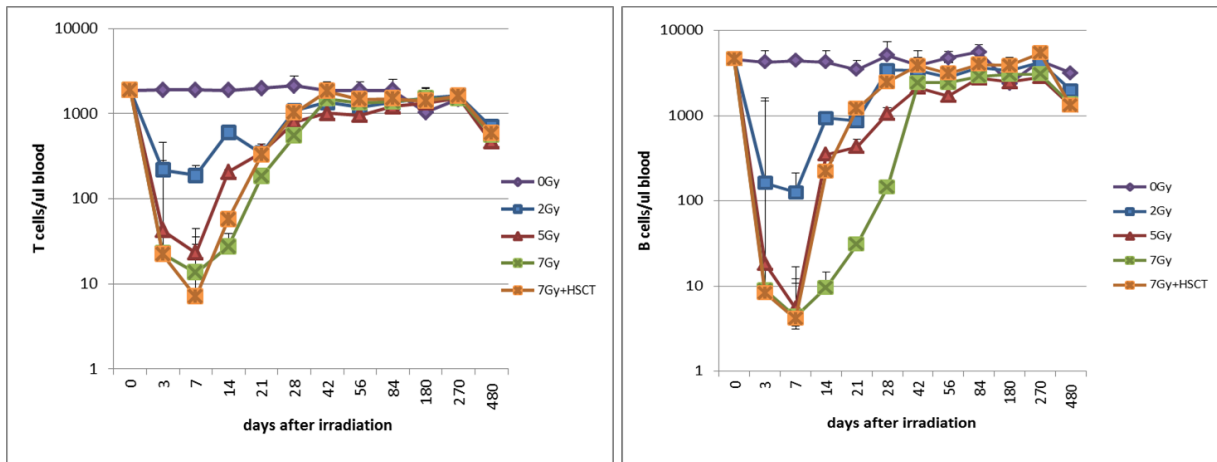 10000
1000
100
10
1
T cells/ul blood
0 3 7 14 21 28 42 56 84 180 270 480
days after irradiation
0Gy
2Gy
5Gy
7Gy
7Gy+HSCT
10000
1000
100
10
1
B cells/ul blood
0 3 7 14 21 28 42 56 84 180 270 480
days after irradiation
0Gy
2Gy
5Gy
7Gy
7Gy+HSCT